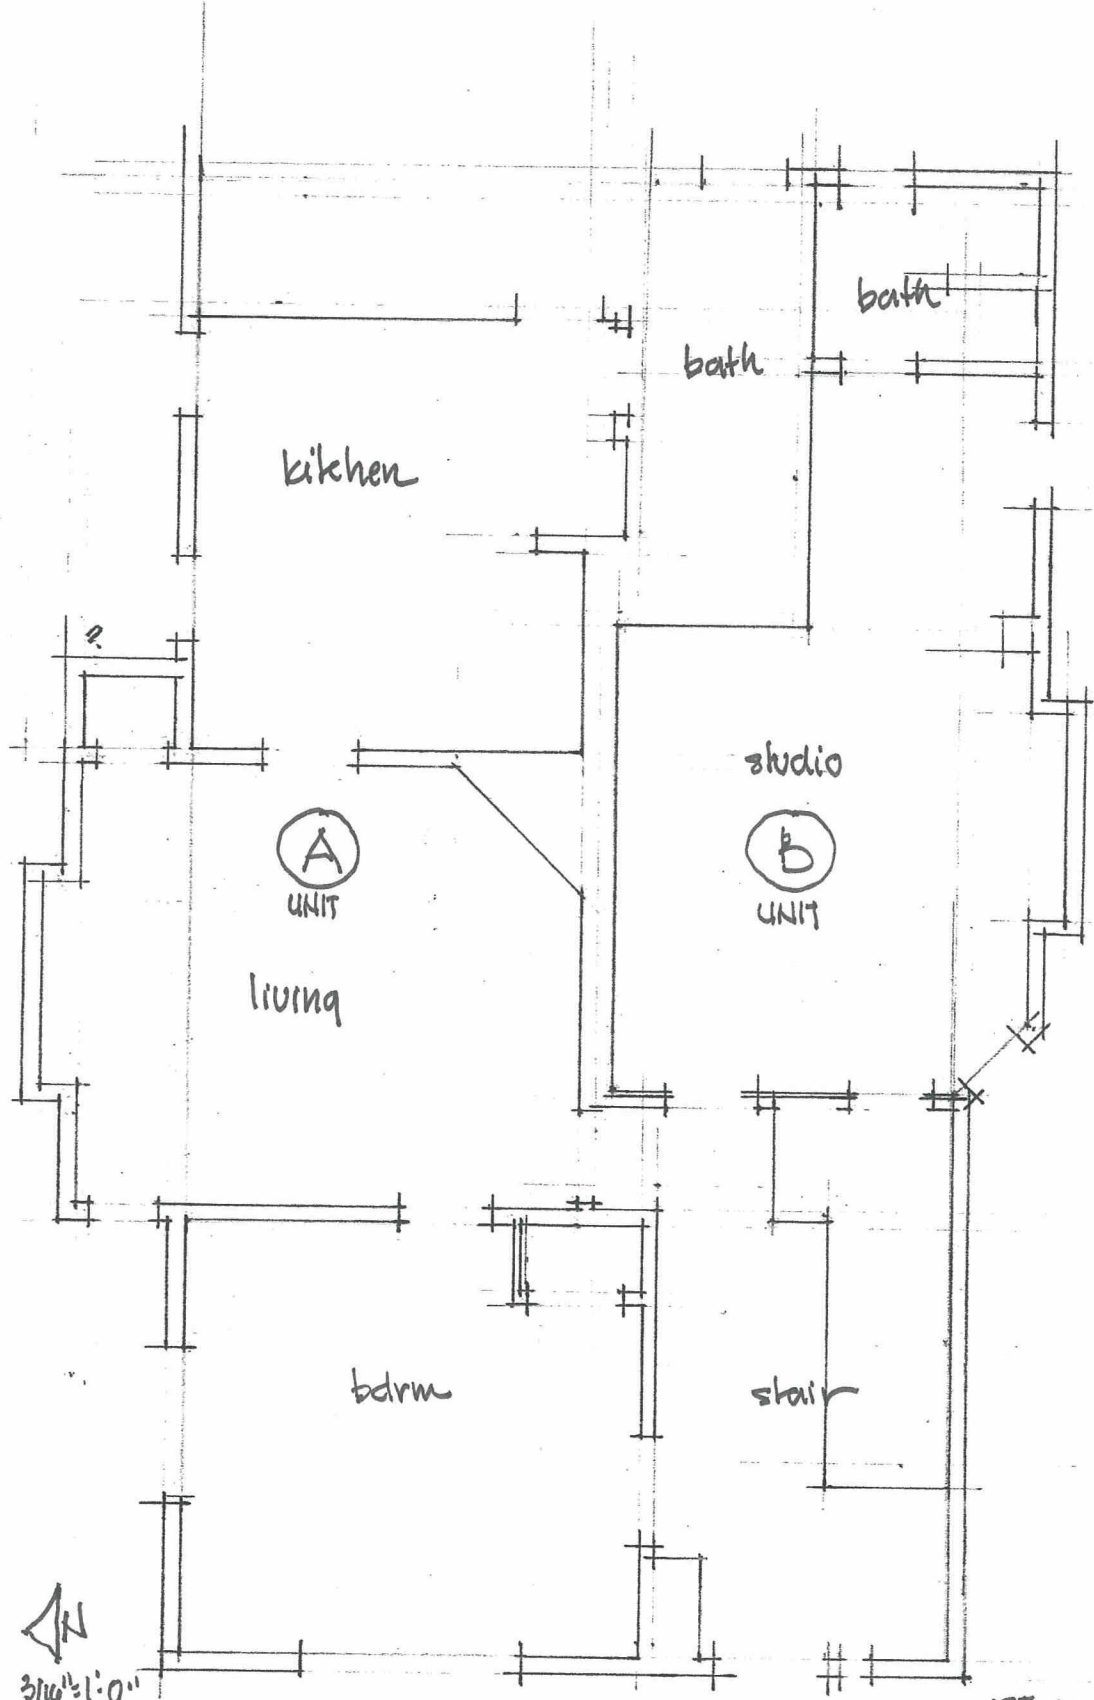 bath
bath
kitchen
?
studio
A
UNIT
B
UNIT
living
bdrm
stair
N
3/16"=1'-0"